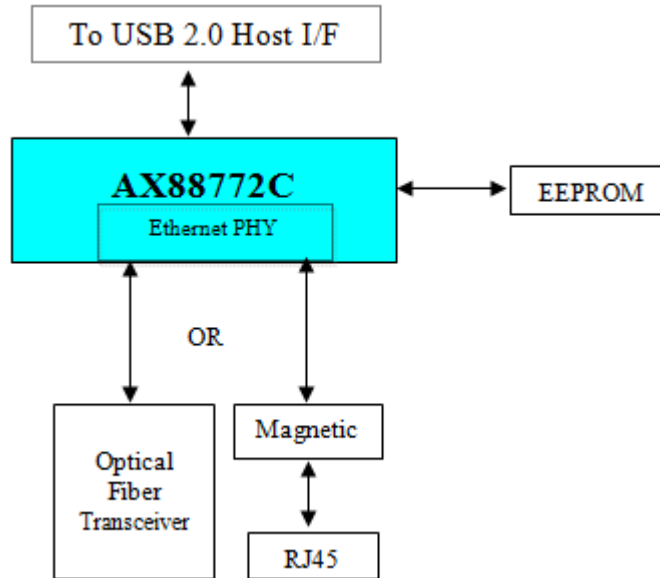 To USB 2.0 Host I/F
AX88772C
Ethernet PHY
EEPROM
OR
Optical
Fiber
Transceiver
Magnetic
RJ45